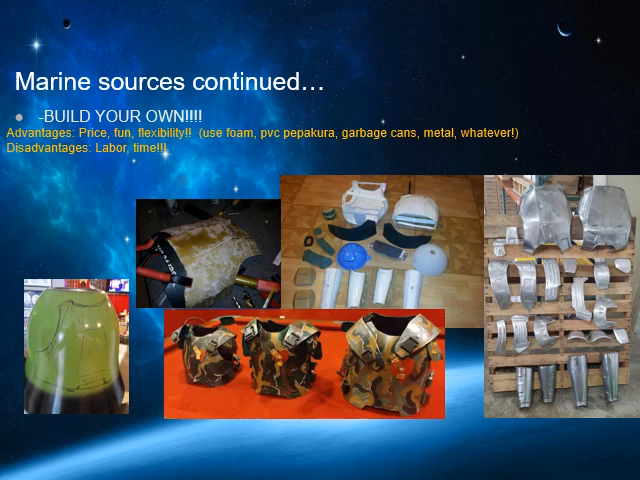 Marine sources continued…
● -BUILD YOUR OWN!!!!
Advantages: Price, fun, flexibility!! (use foam, pvc pepakura, garbage cans, metal, whatever!)
Disadvantages: Labor, time!!!